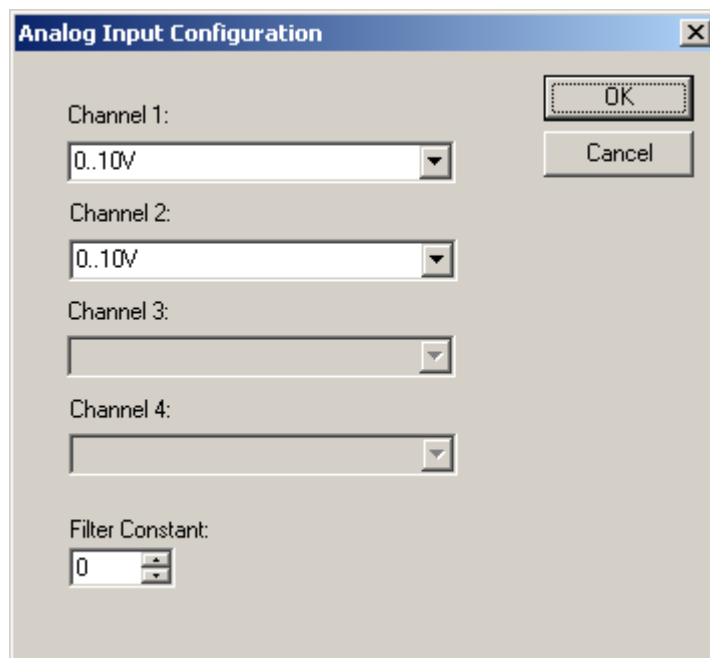 Analog Input Configuration
OK
Cancel
Channel 1:
0..10V
Channel 2:
0..10V
Channel 3:
Channel 4:
Filter Constant:
0